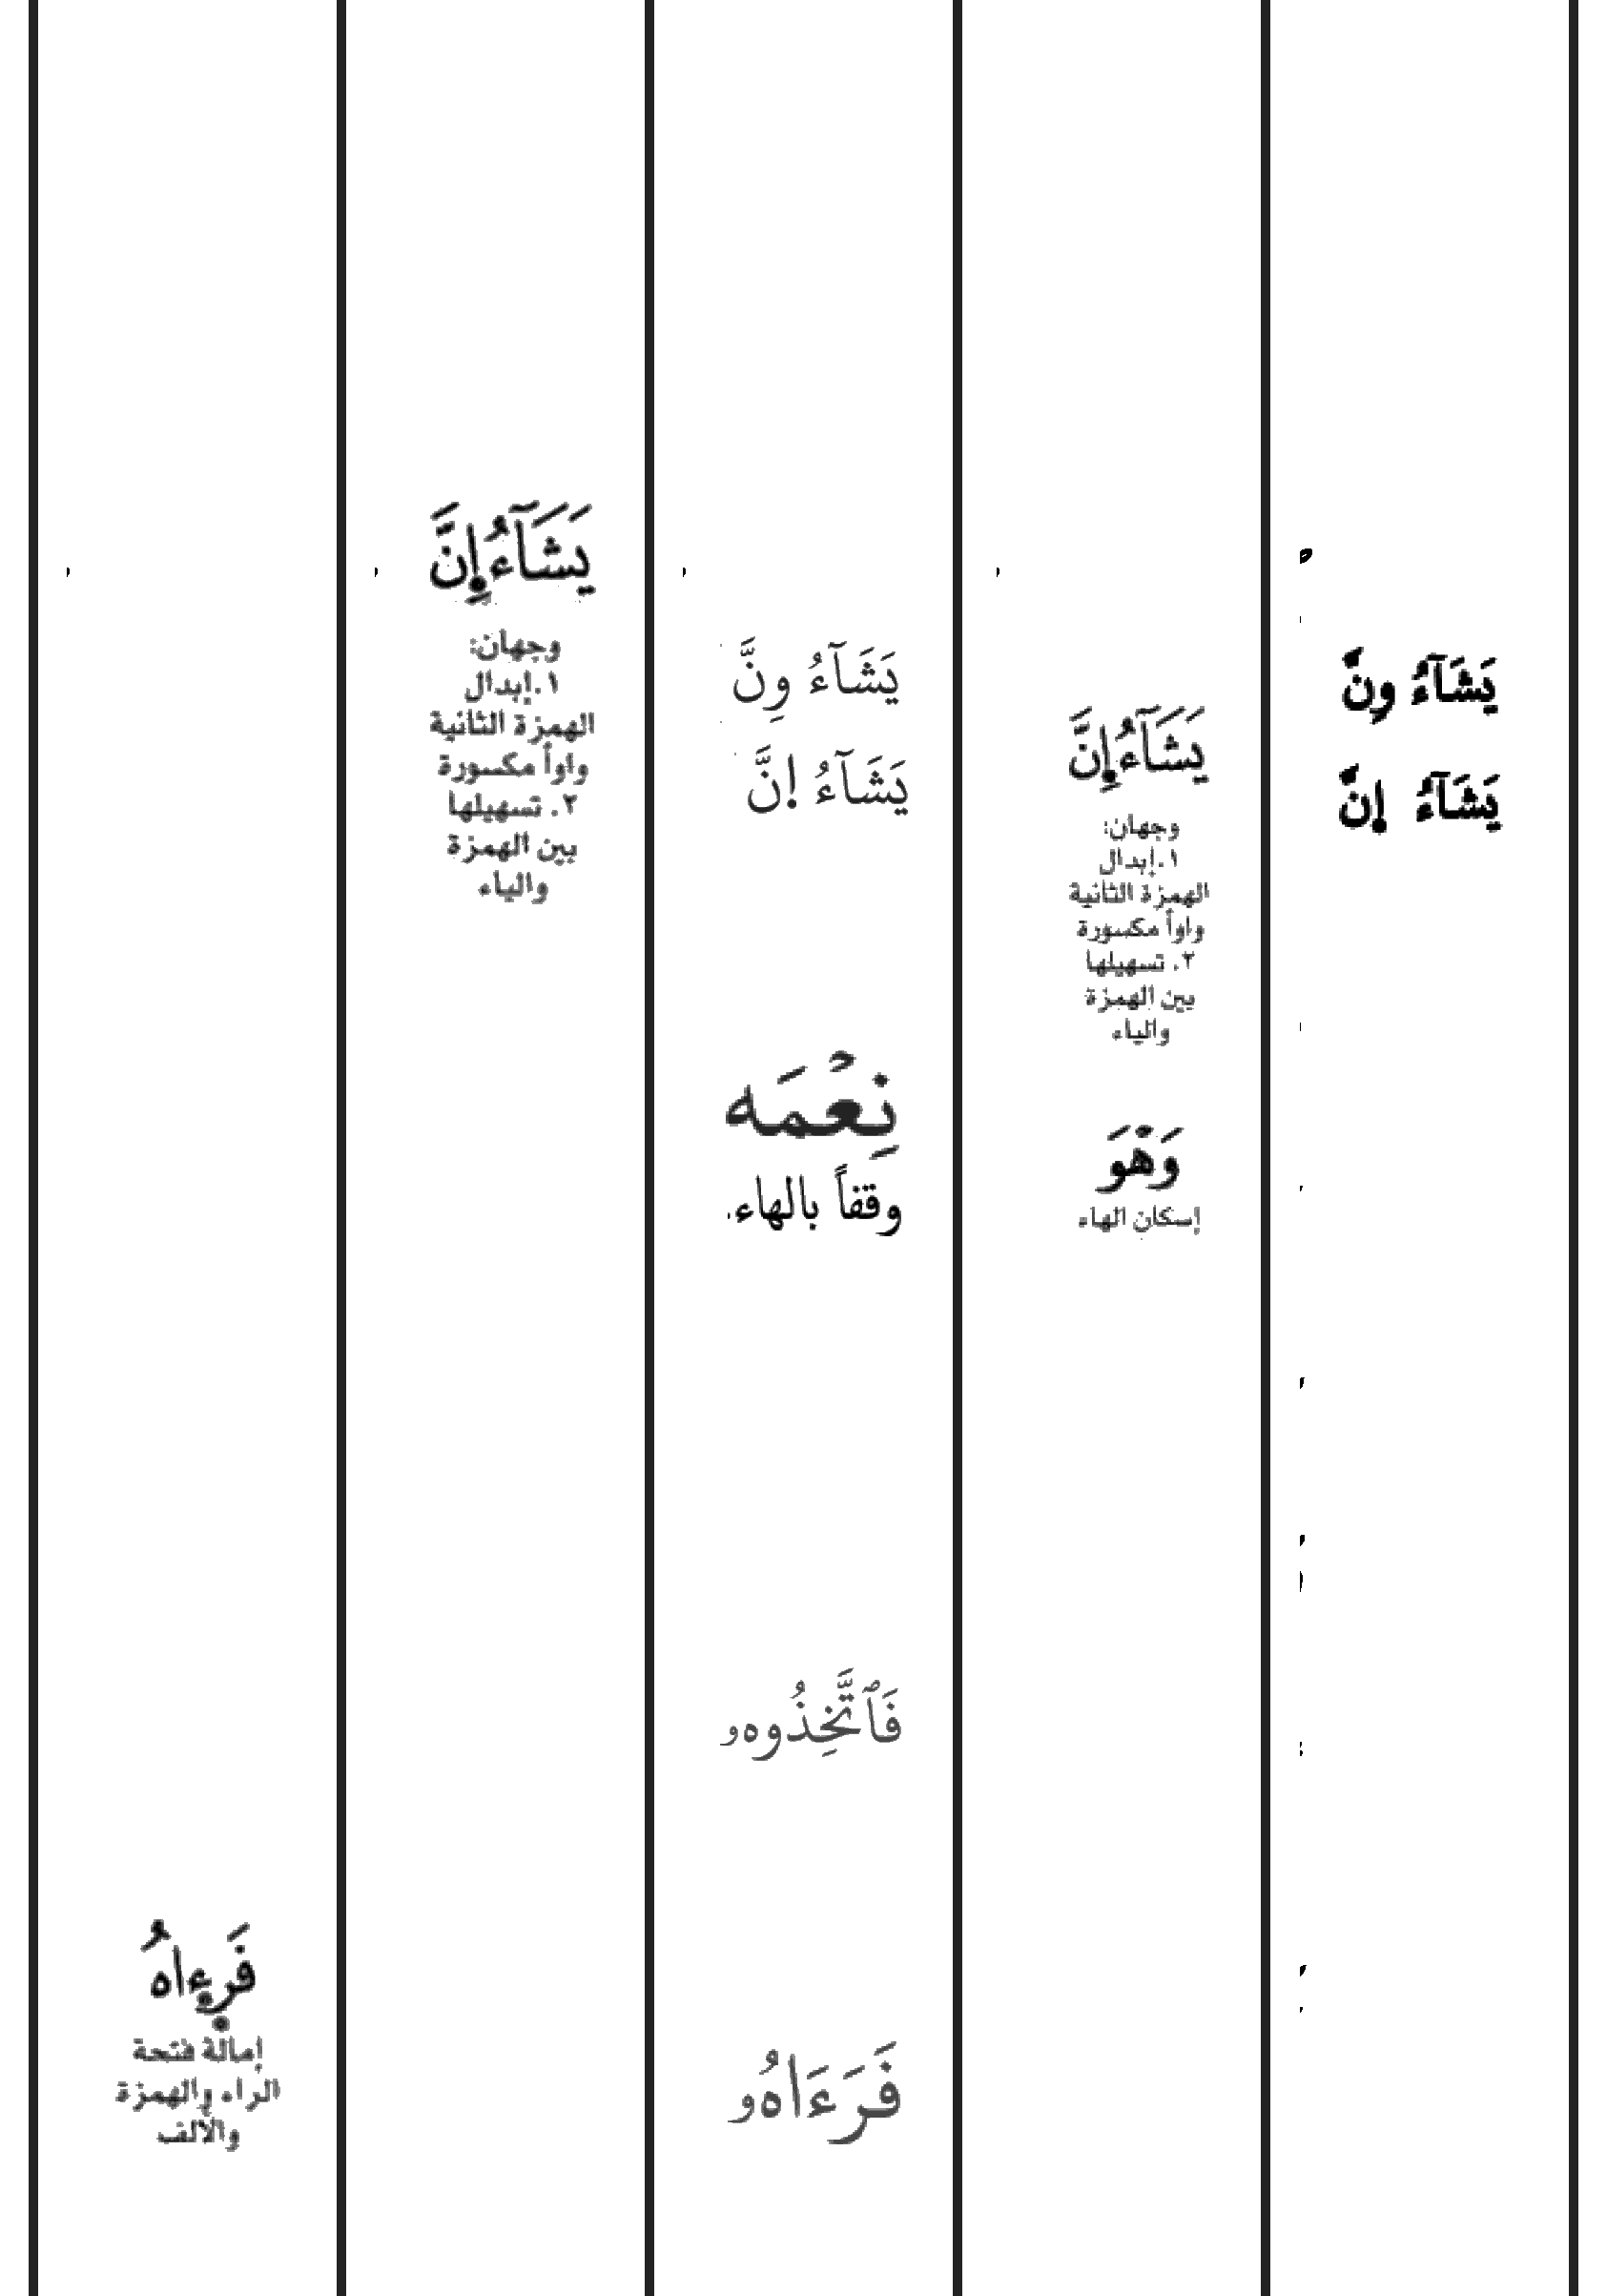 يَشَآءُ وِنَّ
يَشَآءُ اِنَّ
يَشَآءُ اِنَّ
وجهان:
١. إبدال
الهمزة الثانية
واواً مكسورة
٢. تسهيلها
بين الهمزة
والياء
وَهْوَ
إسكان الهاء
يَشَآءُ وِنَّ
يَشَآءُ اِنَّ
نِعْمَه
وقفاً بالهاء.
فَٱتَّخِذُوهو
فَرَءَاهُو
يَشَآءُ اِنَّ
وجهان:
١. إبدال
الهمزة الثانية
واواً مكسورة
٢. تسهيلها
بين الهمزة
والياء
فَرءاهُ
إمالة فتحة
الراء والهمزة
والألف